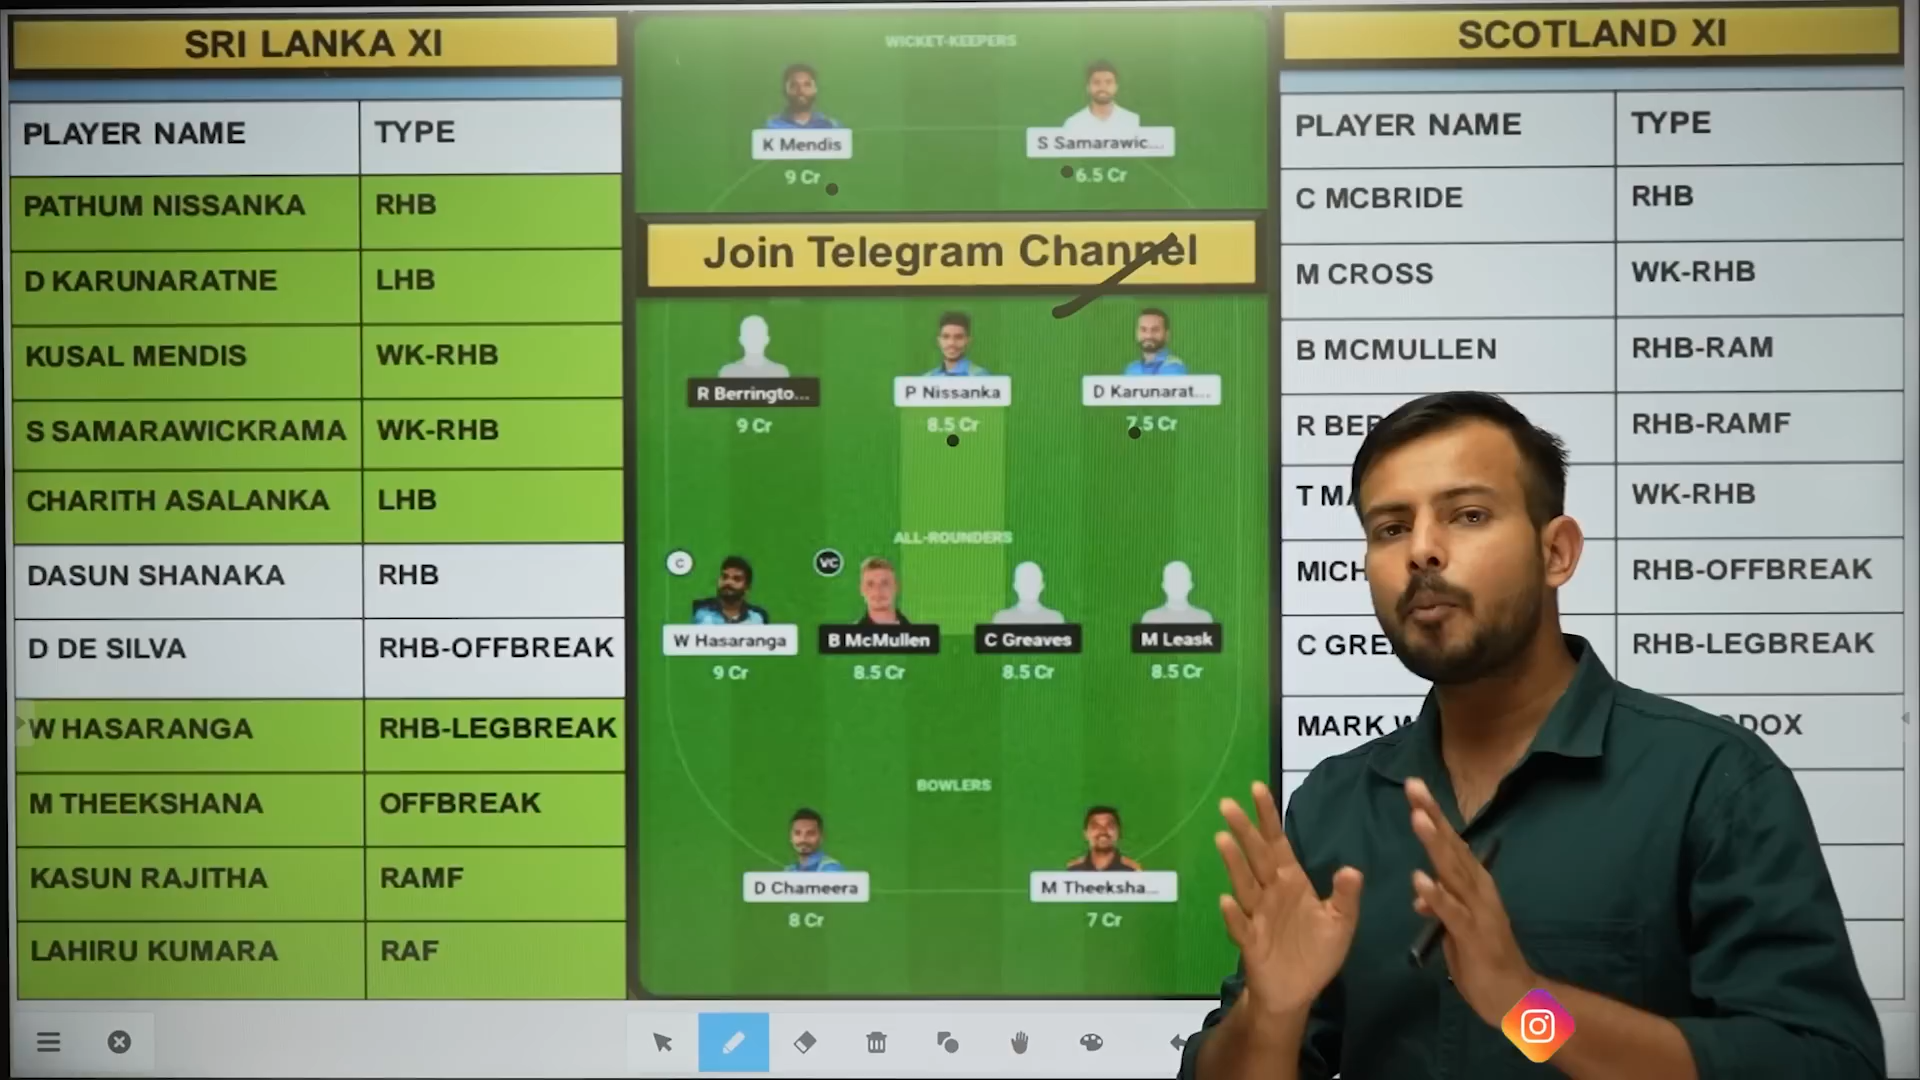 SRI LANKA XI
PLAYER NAME TYPE
PATHUM NISSANKA RHB
D KARUNARATNE LHB
KUSAL MENDIS WK-RHB
S SAMARAWICKRAMA WK-RHB
CHARITH ASALANKA LHB
DASUN SHANAKA RHB
D DE SILVA RHB-OFFBREAK
W HASARANGA RHB-LEGBREAK
M THEEKSHANA OFFBREAK
KASUN RAJITHA RAMF
LAHIRU KUMARA RAF
WICKET-KEEPERS
K Mendis S Samarawic...
9 Cr 6.5 Cr
Join Telegram Channel
R Berringto... P Nissanka D Karunarat...
9 Cr 8.5 Cr 7.5 Cr
ALL-ROUNDERS
C VC
W Hasaranga B McMullen C Greaves M Leask
9 Cr 8.5 Cr 8.5 Cr 8.5 Cr
BOWLERS
D Chameera M Theeksha...
8 Cr 7 Cr
SCOTLAND XI
PLAYER NAME TYPE
C MCBRIDE RHB
M CROSS WK-RHB
B MCMULLEN RHB-RAM
R BE RHB-RAMF
T M WK-RHB
MICH RHB-OFFBREAK
C GRE RHB-LEGBREAK
MARK W DOX